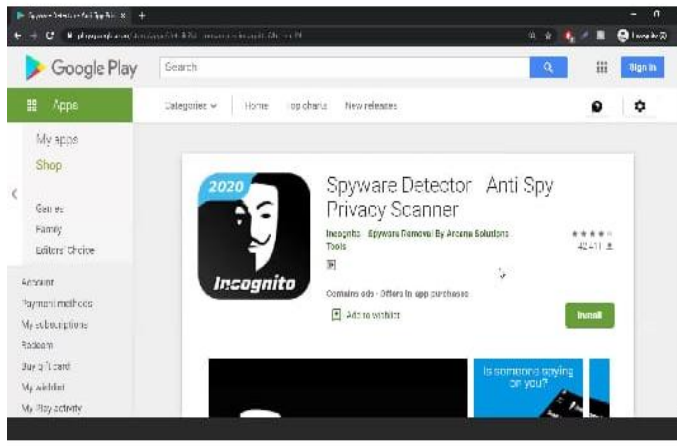 Google Play
Search
Sign in
Apps
Categories
Home
Top charts
New releases
My apps
Shop
Games
Family
Editors' Choice
Account
Payment methods
My subscriptions
Redeem
Buy gift card
My wishlist
My Play activity
2020
Incognito
Spyware Detector Anti Spy
Privacy Scanner
Incognito Spyware Removal By Arcane Solutions
Tools
42,411
Contains ads · Offers in-app purchases
Add to wishlist
Install
Is someone spying
on you?